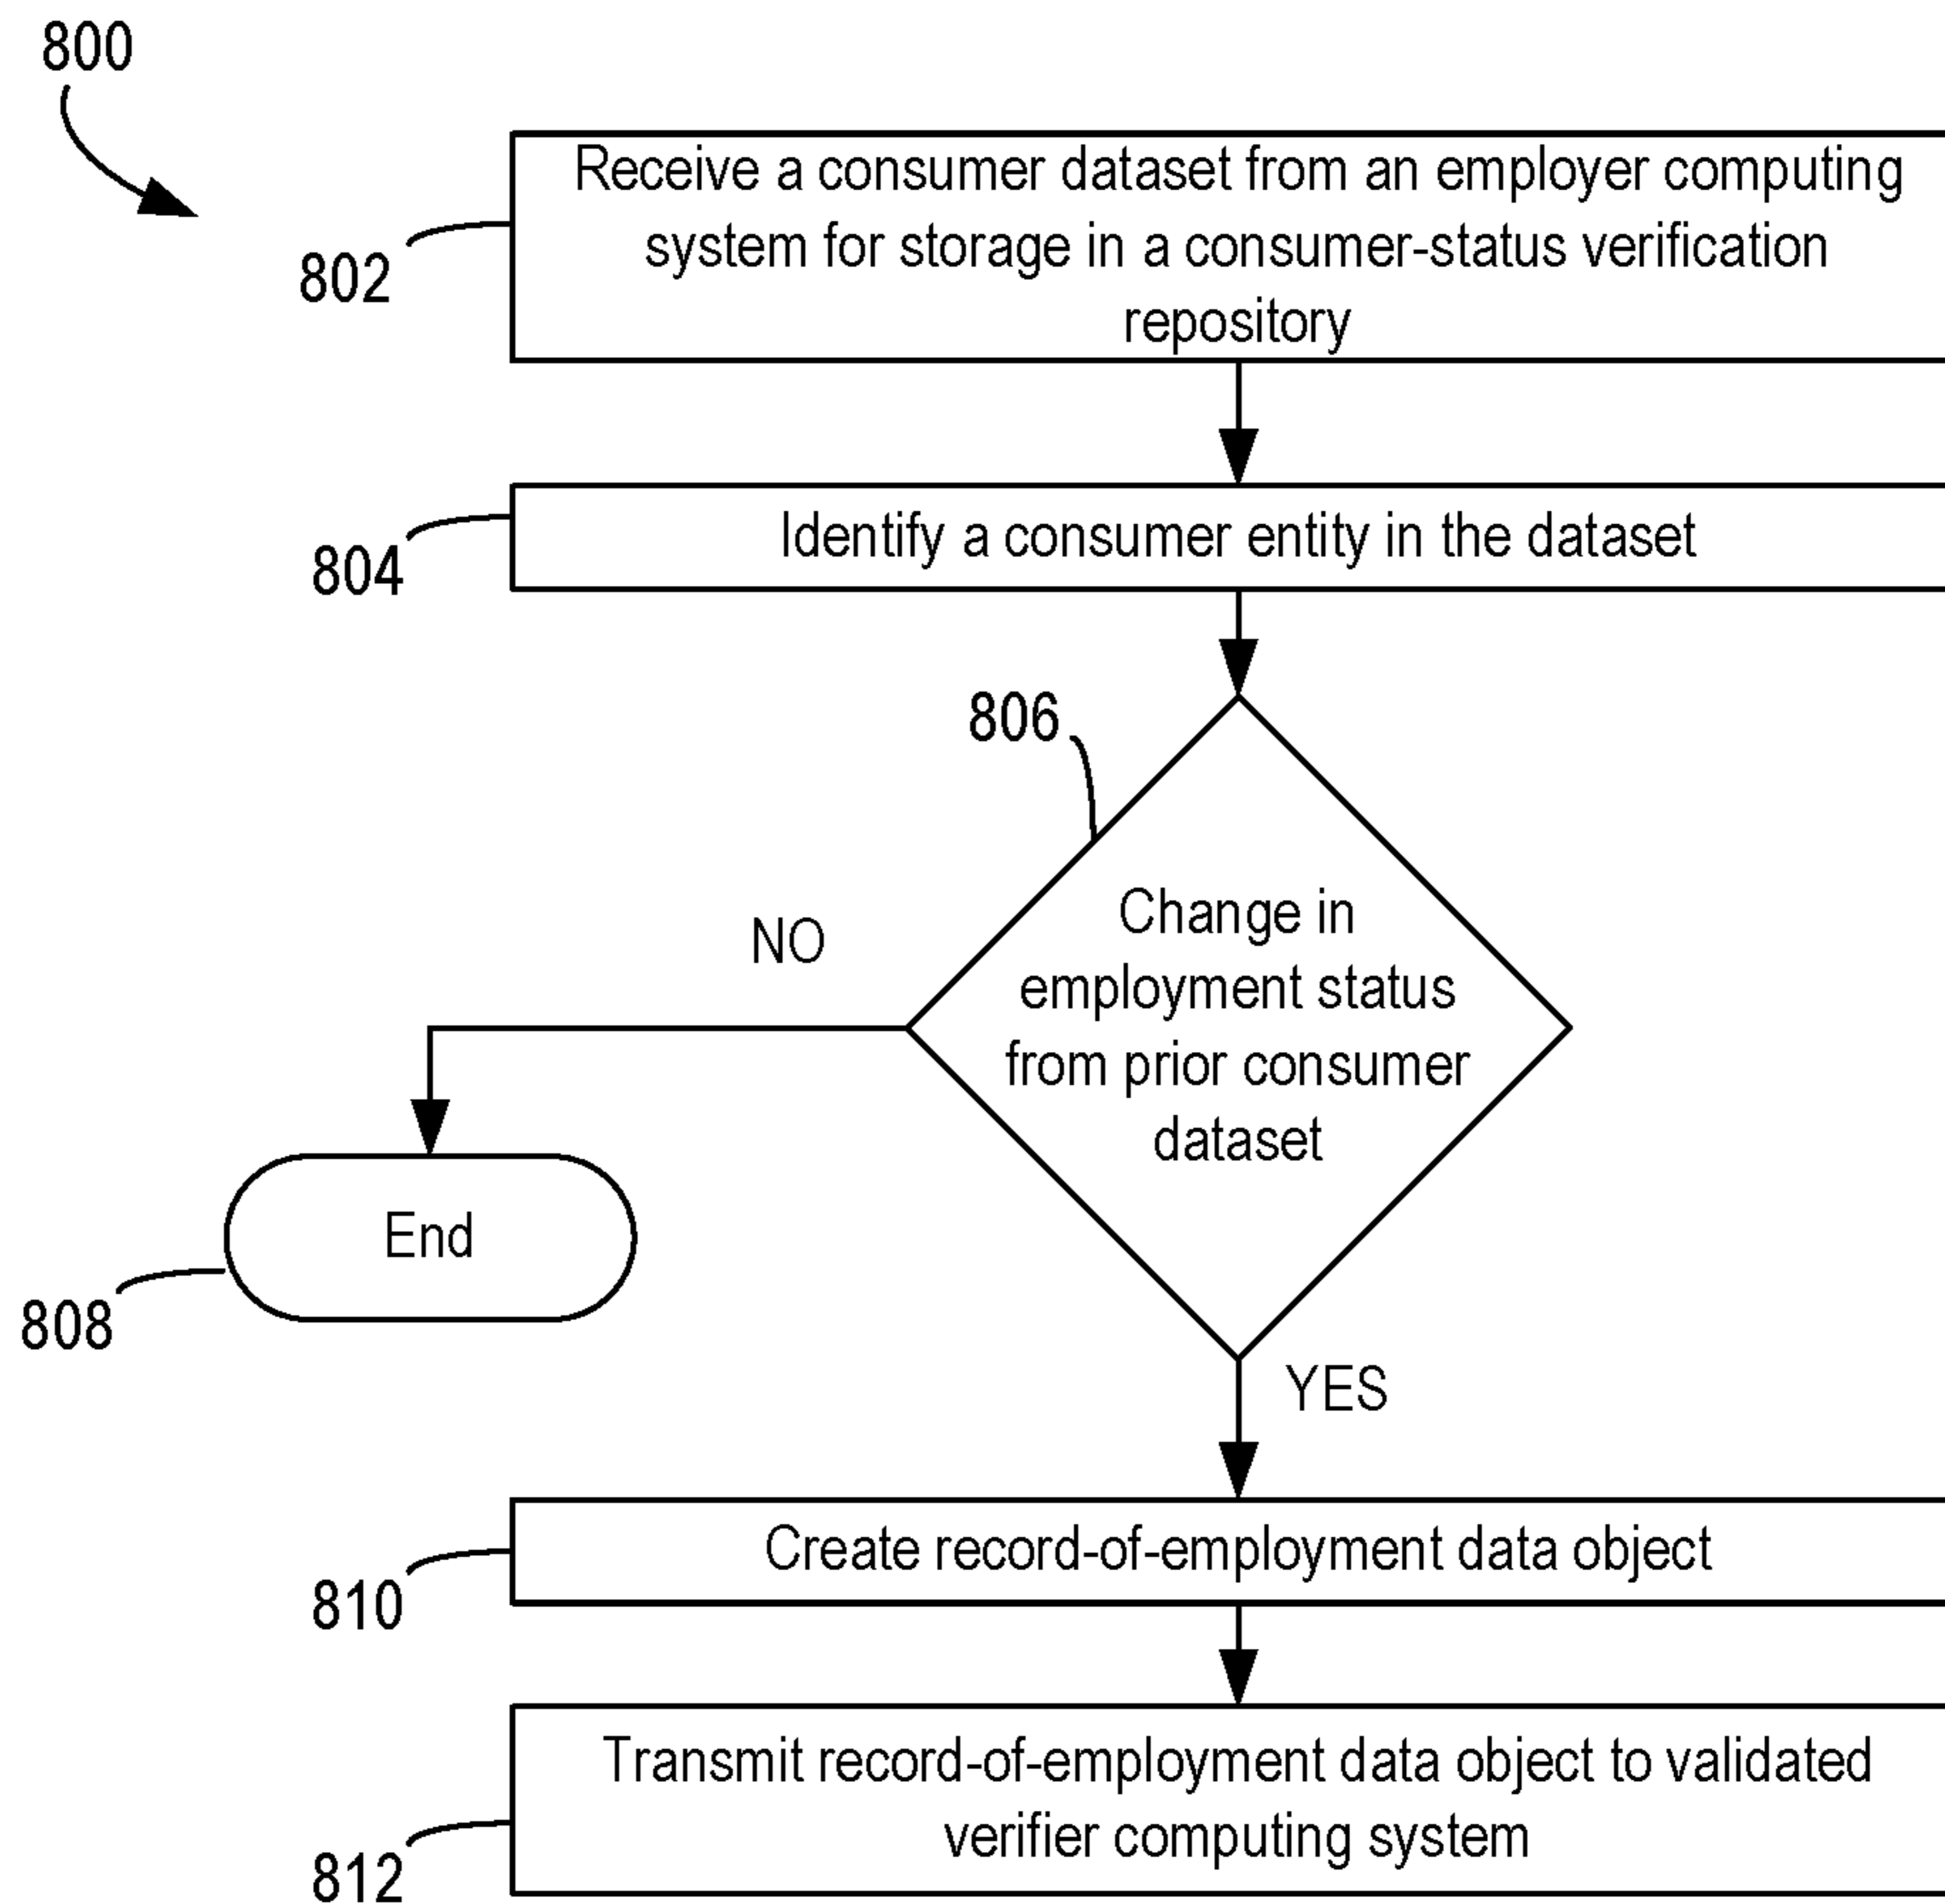 800
Receive a consumer dataset from an employer computing
system for storage in a consumer-status verification
repository
802
Identify a consumer entity in the dataset
804
806
Change in
employment status
from prior consumer
dataset
NO
End
808
YES
Create record-of-employment data object
810
Transmit record-of-employment data object to validated
verifier computing system
812